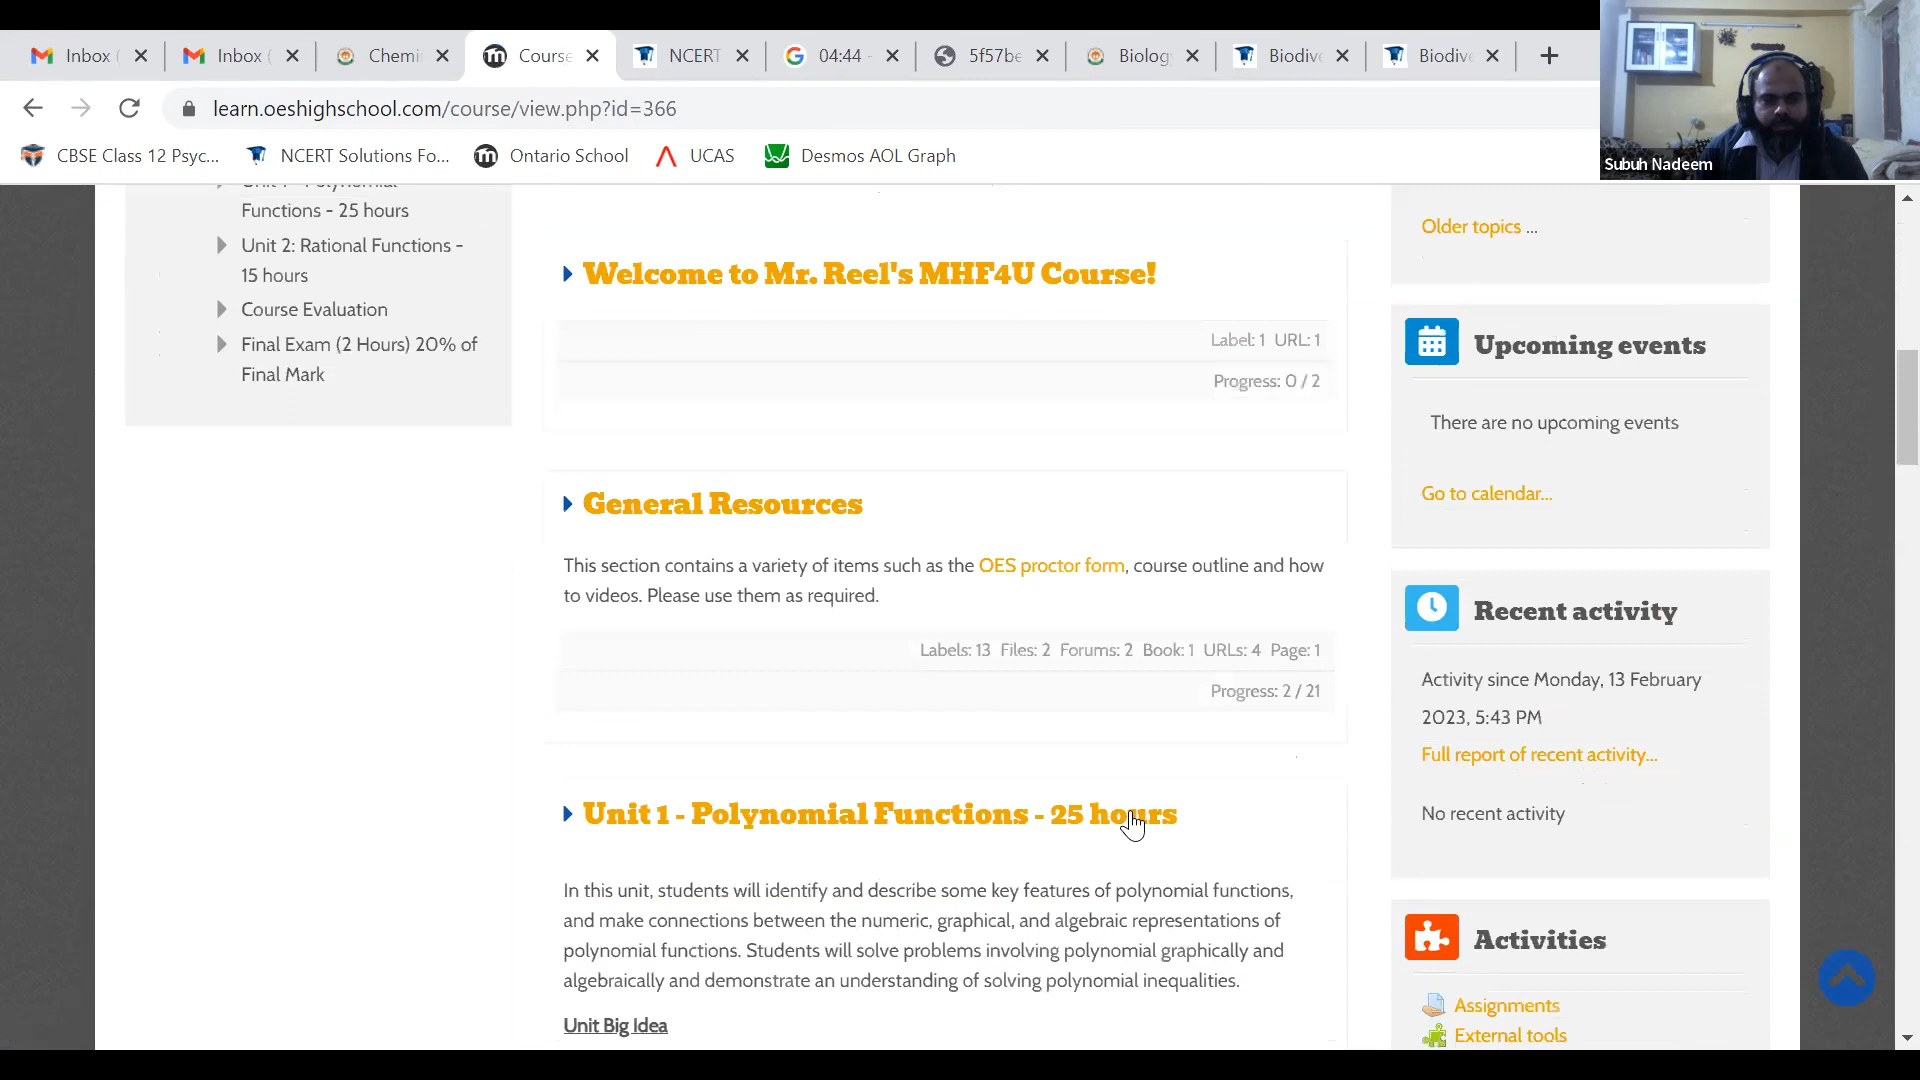 Inbox (
Inbox (
Chemi
Course
NCERT
04:44 -
5f57be
Biolog
Biodive
Biodive
learn.oeshighschool.com/course/view.php?id=366
CBSE Class 12 Psyc...
NCERT Solutions Fo...
Ontario School
UCAS
Desmos AOL Graph
Subuh Nadeem
Unit 1 - Polynomial
Functions - 25 hours
Unit 2: Rational Functions -
15 hours
Course Evaluation
Final Exam (2 Hours) 20% of
Final Mark
Welcome to Mr. Reel's MHF4U Course!
Label: 1 URL: 1
Progress: 0 / 2
General Resources
This section contains a variety of items such as the OES proctor form, course outline and how
to videos. Please use them as required.
Labels: 13 Files: 2 Forums: 2 Book: 1 URLs: 4 Page: 1
Progress: 2 / 21
Unit 1 - Polynomial Functions - 25 hours
In this unit, students will identify and describe some key features of polynomial functions,
and make connections between the numeric, graphical, and algebraic representations of
polynomial functions. Students will solve problems involving polynomial graphically and
algebraically and demonstrate an understanding of solving polynomial inequalities.
Unit Big Idea
Older topics ...
Upcoming events
There are no upcoming events
Go to calendar...
Recent activity
Activity since Monday, 13 February
2023, 5:43 PM
Full report of recent activity...
No recent activity
Activities
Assignments
External tools